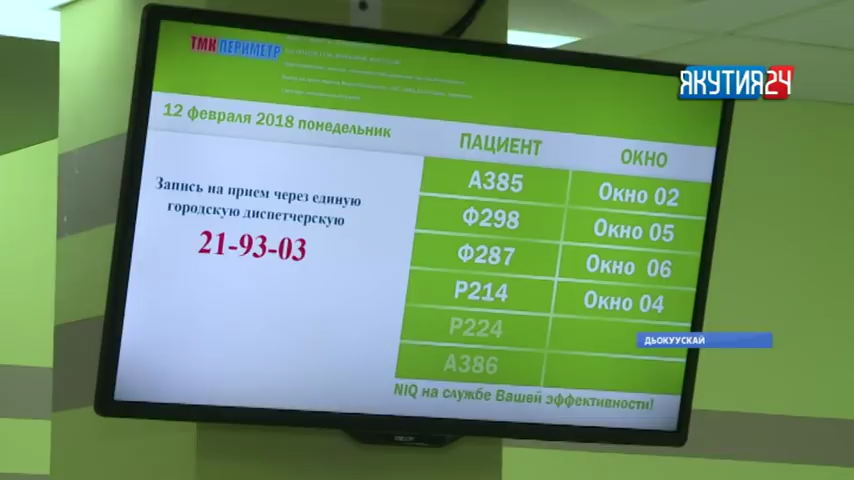 ТМК ПЕРИМЕТР
ЯКУТИЯ24
12 февраля 2018 понедельник
ПАЦИЕНТ ОКНО
А385 Окно 02
Ф298 Окно 05
Ф287 Окно 06
Р214 Окно 04
Р224
А386
Запись на прием через единую
городскую диспетчерскую
21-93-03
ДЬОКУУСКАЙ
NIQ на службе Вашей эффективности!